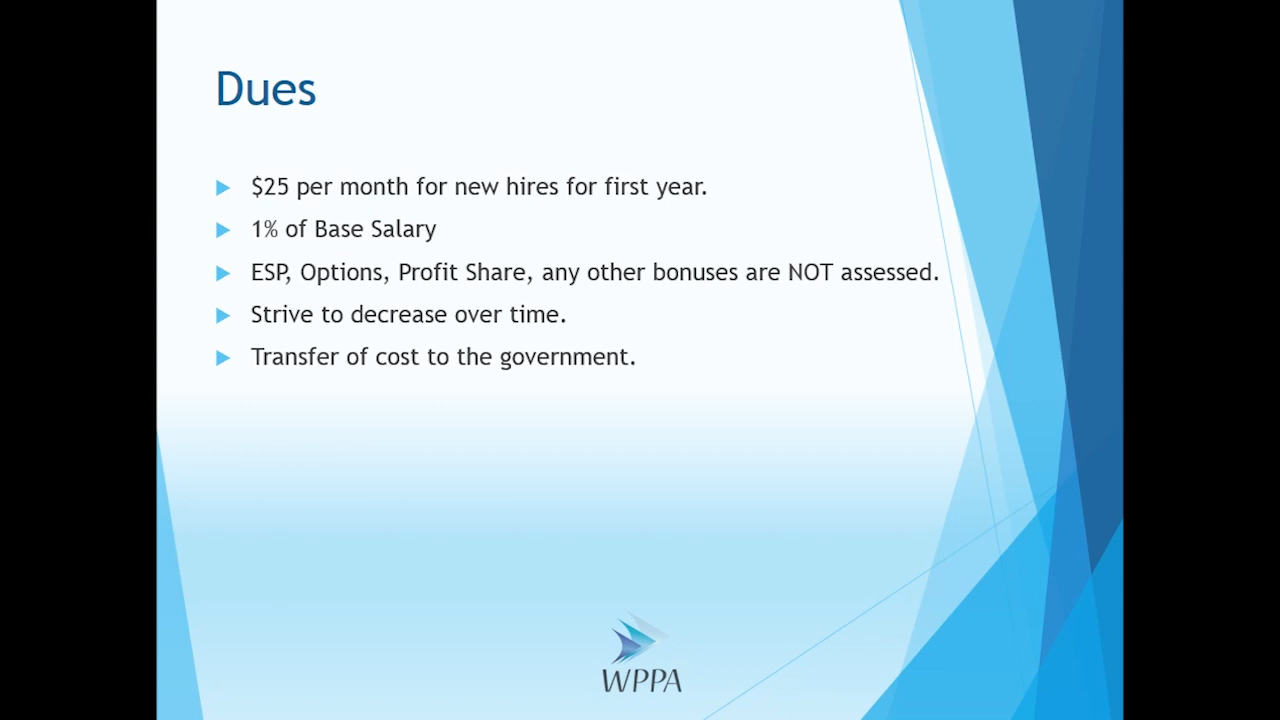 Dues
$25 per month for new hires for first year.
1% of Base Salary
ESP, Options, Profit Share, any other bonuses are NOT assessed.
Strive to decrease over time.
Transfer of cost to the government.
WPPA